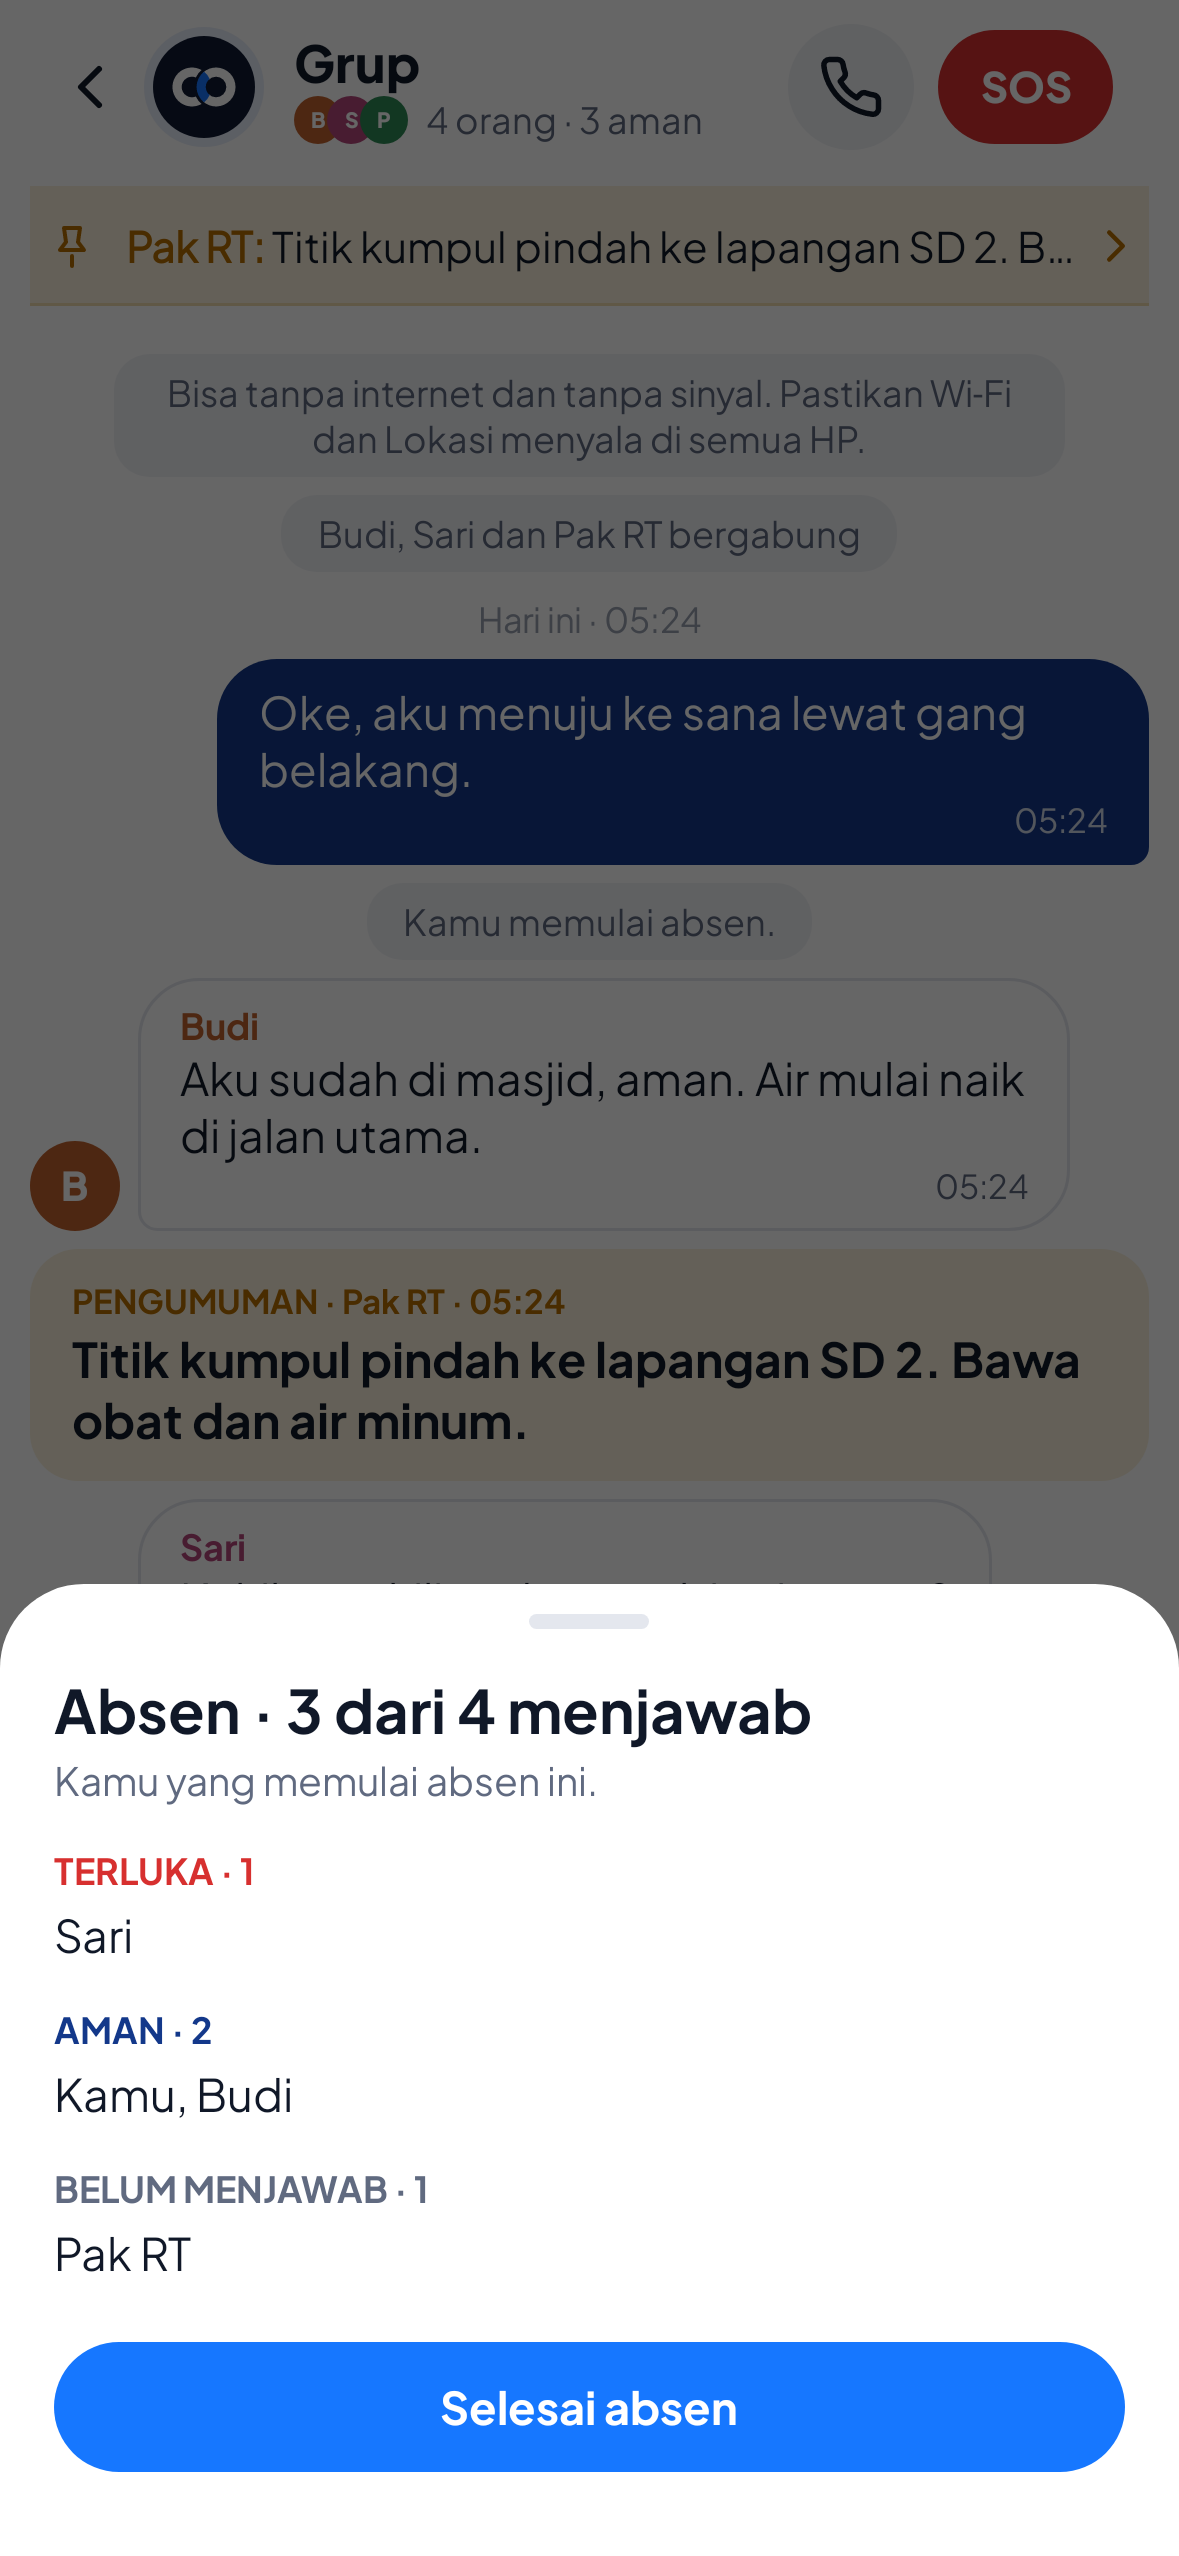 Grup
SOS
B S P 4 orang · 3 aman
Pak RT: Titik kumpul pindah ke lapangan SD 2. B...
Bisa tanpa internet dan tanpa sinyal. Pastikan Wi-Fi
dan Lokasi menyala di semua HP.
Budi, Sari dan Pak RT bergabung
Hari ini · 05:24
Oke, aku menuju ke sana lewat gang
belakang.
05:24
Kamu memulai absen.
Budi
Aku sudah di masjid, aman. Air mulai naik
di jalan utama.
05:24
B
PENGUMUMAN · Pak RT · 05:24
Titik kumpul pindah ke lapangan SD 2. Bawa
obat dan air minum.
Sari
Absen · 3 dari 4 menjawab
Kamu yang memulai absen ini.
TERLUKA · 1
Sari
AMAN · 2
Kamu, Budi
BELUM MENJAWAB · 1
Pak RT
Selesai absen